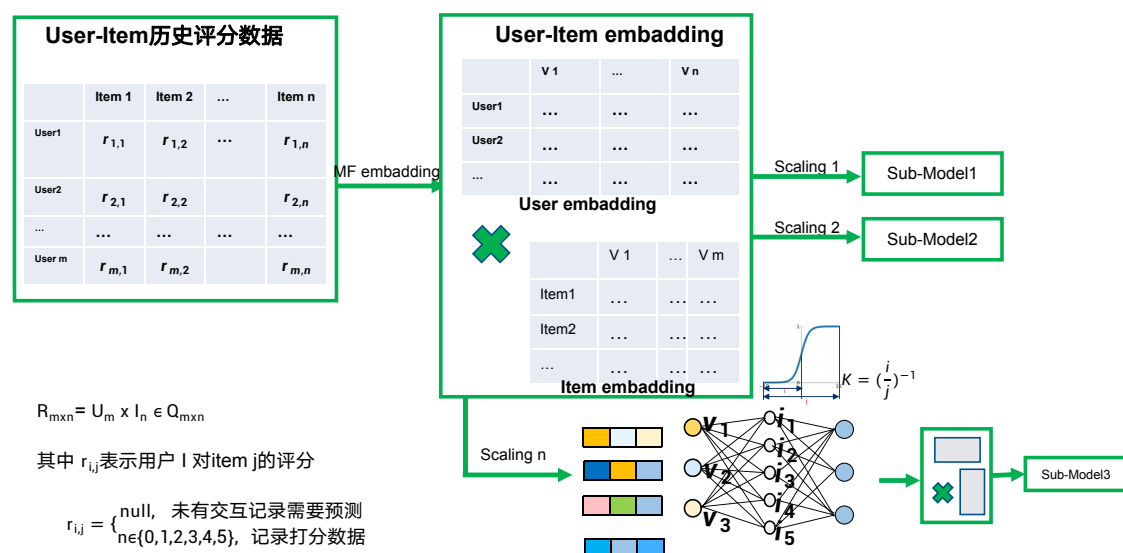 User-Item历史评分数据
Item 1 Item 2 ... Item n
User1 r1,1 r1,2 ... r1,n
User2 r2,1 r2,2 r2,n
... ... ... ... ...
User m rm,1 rm,2 rm,n
MF embedding
User-Item embadding
V 1 ... V n
User1 ... ... ...
User2 ... ... ...
... ... ... ...
User embedding
V 1 ... V m
Item1 ... ... ...
Item2 ... ... ...
... ... ... ...
Item embedding
Scaling 1
Sub-Model1
Scaling 2
Sub-Model2
K = (i/j)⁻¹
Rmxn= Um x In ϵ Qmxn
其中 ri,j表示用户 I 对item j的评分
ri,j = {null, 未有交互记录需要预测
nϵ{0,1,2,3,4,5}, 记录打分数据
Scaling n
v1
v2
v3
i1
i2
i3
i4
i5
Sub-Model3